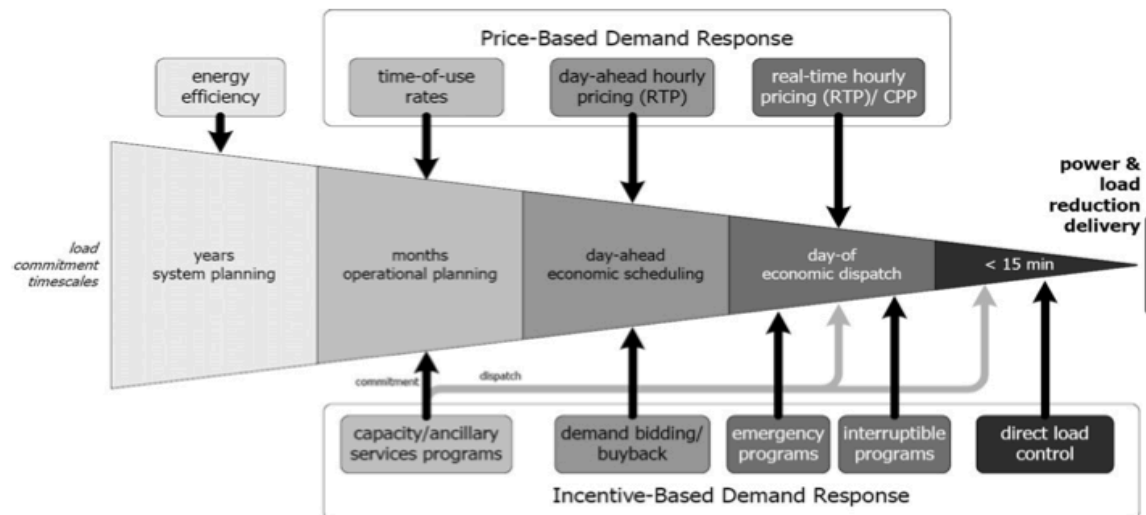 Price-Based Demand Response
energy
efficiency
time-of-use
rates
day-ahead hourly
pricing (RTP)
real-time hourly
pricing (RTP)/ CPP
power &
load
reduction
delivery
load
commitment
timescales
years
system planning
months
operational planning
day-ahead
economic scheduling
day-of
economic dispatch
< 15 min
commitment
dispatch
capacity/ancillary
services programs
demand bidding/
buyback
emergency
programs
interruptible
programs
direct load
control
Incentive-Based Demand Response